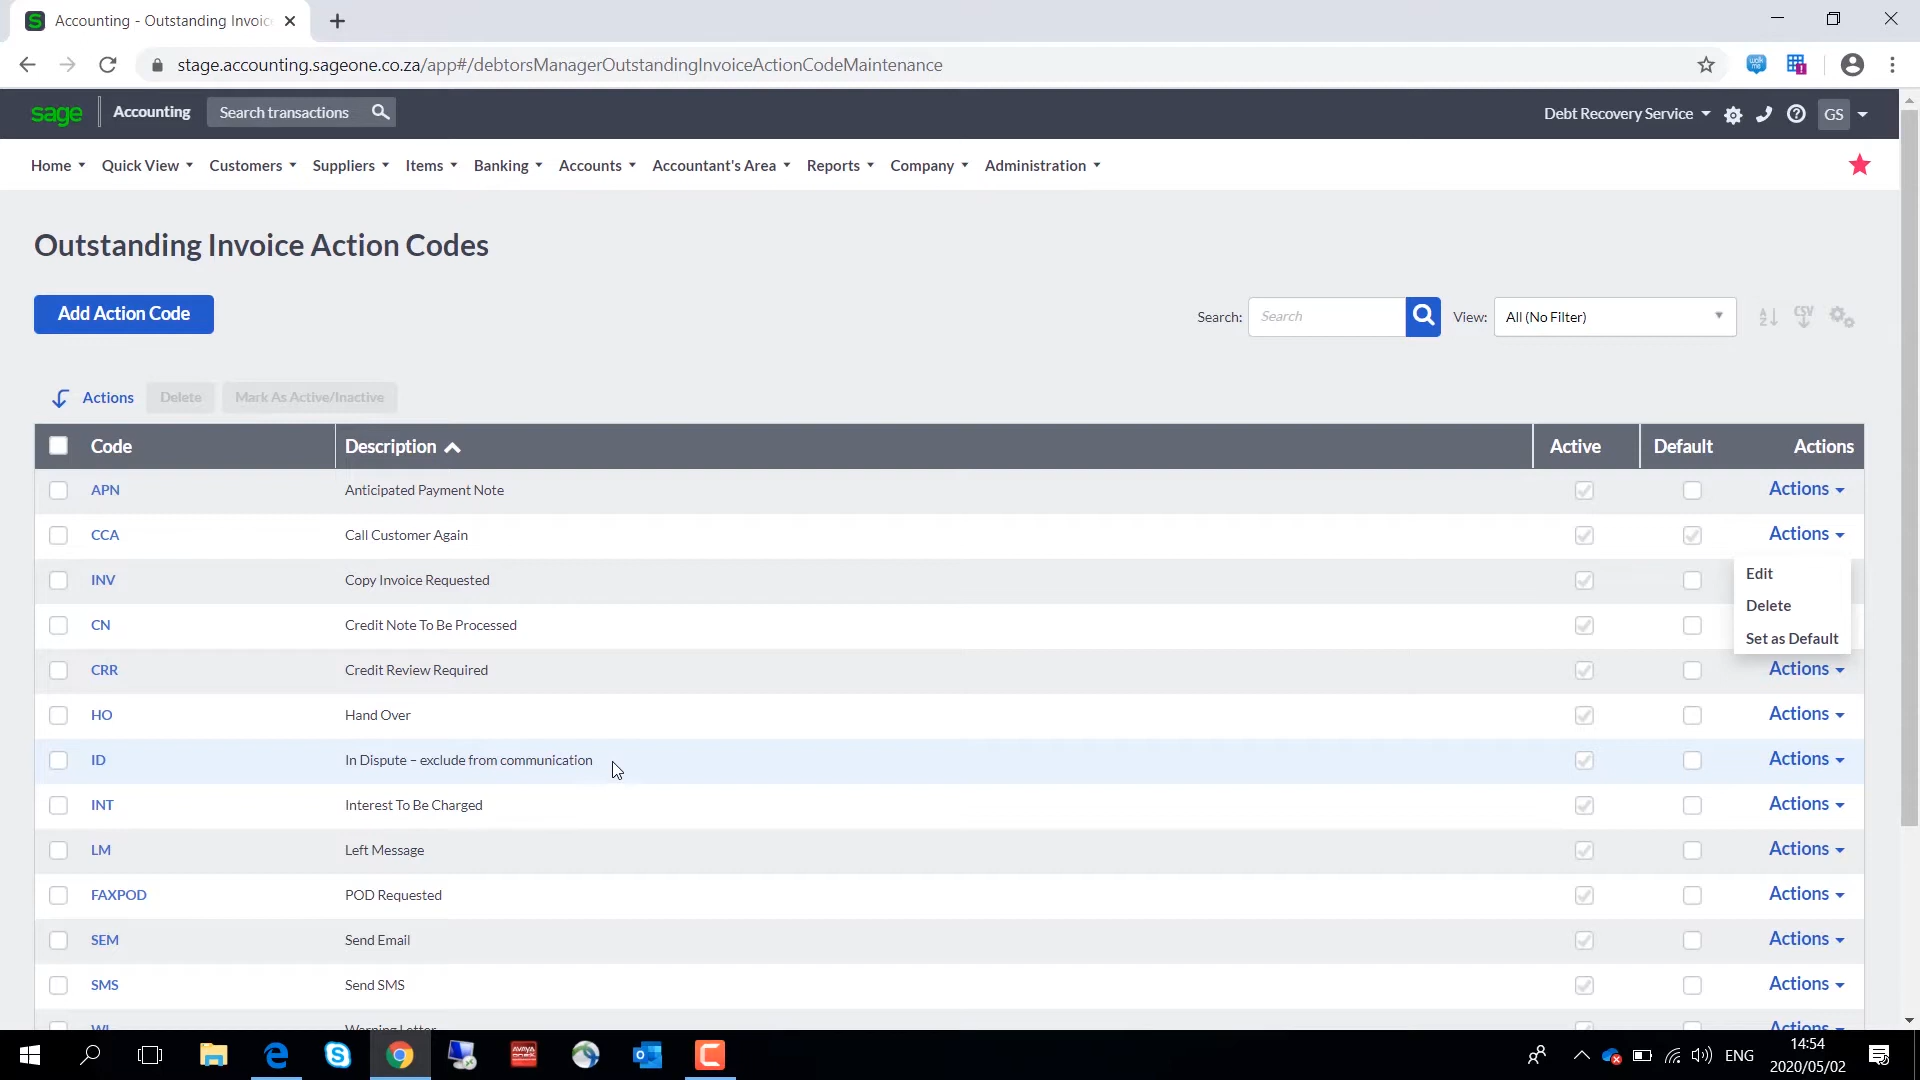 Accounting - Outstanding Invoic
stage.accounting.sageone.co.za/app#/debtorsManagerOutstandingInvoiceActionCodeMaintenance
sage Accounting Search transactions Debt Recovery Service GS
Home Quick View Customers Suppliers Items Banking Accounts Accountant's Area Reports Company Administration
Outstanding Invoice Action Codes
Add Action Code Search: Search View: All (No Filter)
Actions Delete Mark As Active/Inactive
Code Description Active Default Actions
APN Anticipated Payment Note Actions
CCA Call Customer Again Actions
INV Copy Invoice Requested
Edit
Delete
Set as Default
CN Credit Note To Be Processed
CRR Credit Review Required Actions
HO Hand Over Actions
ID In Dispute – exclude from communication Actions
INT Interest To Be Charged Actions
LM Left Message Actions
FAXPOD POD Requested Actions
SEM Send Email Actions
SMS Send SMS Actions
WL Warning Letter Actions
ENG 14:54
2020/05/02